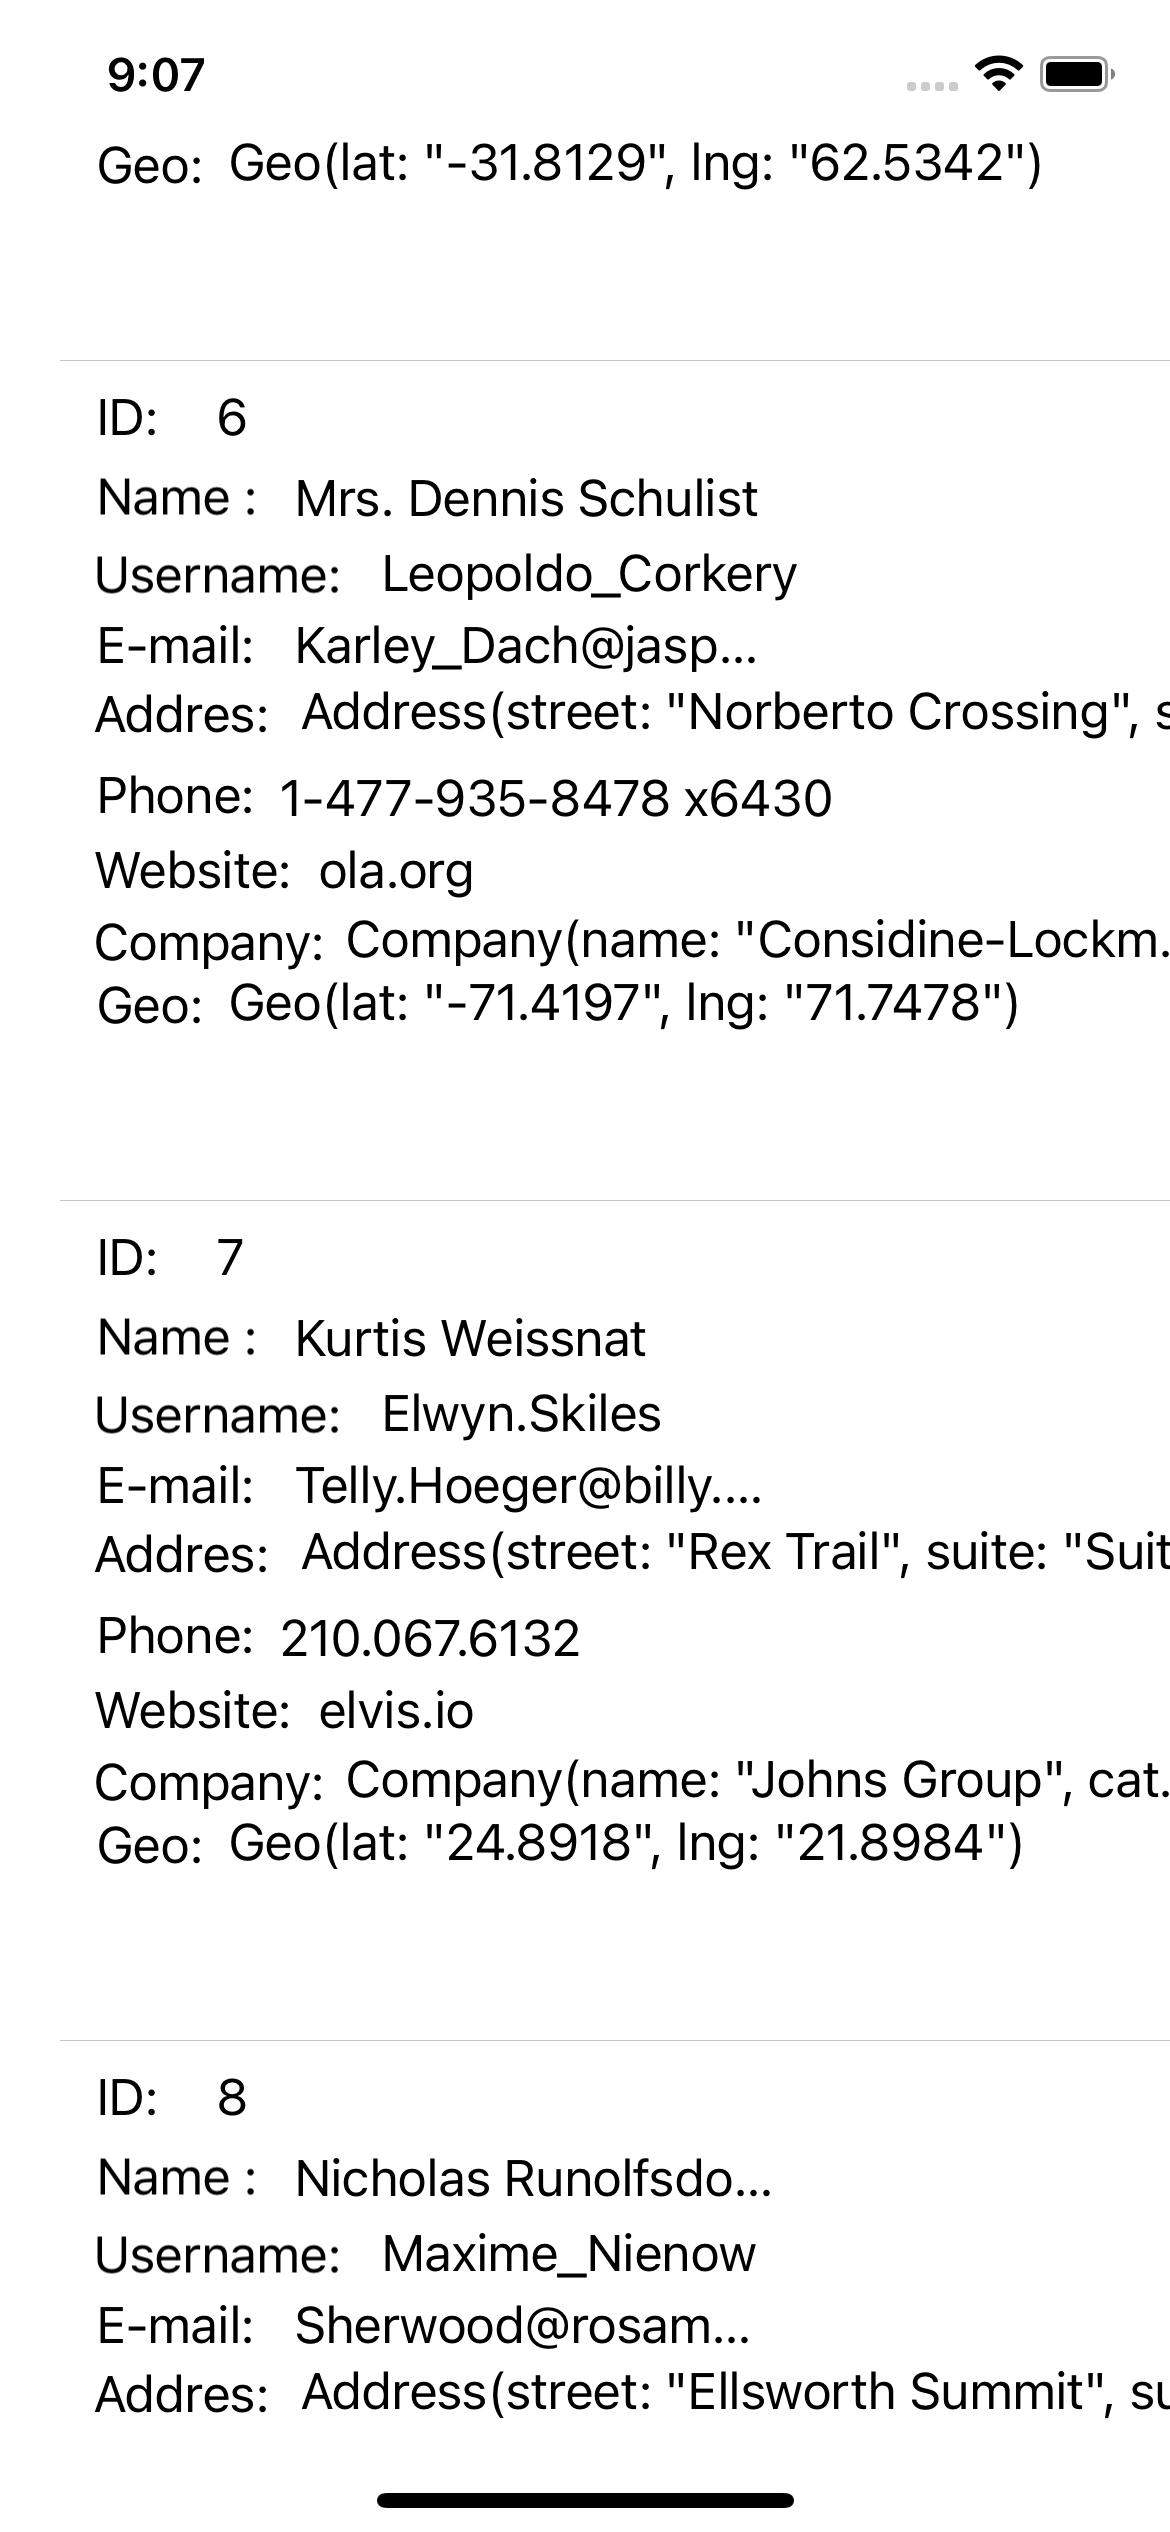 9:07
Geo: Geo(lat: "-31.8129", lng: "62.5342")
ID: 6
Name : Mrs. Dennis Schulist
Username: Leopoldo_Corkery
E-mail: Karley_Dach@jasp...
Addres: Address(street: "Norberto Crossing", s
Phone: 1-477-935-8478 x6430
Website: ola.org
Company: Company(name: "Considine-Lockm.
Geo: Geo(lat: "-71.4197", lng: "71.7478")
ID: 7
Name : Kurtis Weissnat
Username: Elwyn.Skiles
E-mail: Telly.Hoeger@billy....
Addres: Address(street: "Rex Trail", suite: "Suit
Phone: 210.067.6132
Website: elvis.io
Company: Company(name: "Johns Group", cat.
Geo: Geo(lat: "24.8918", lng: "21.8984")
ID: 8
Name : Nicholas Runolfsdo...
Username: Maxime_Nienow
E-mail: Sherwood@rosam...
Addres: Address(street: "Ellsworth Summit", su